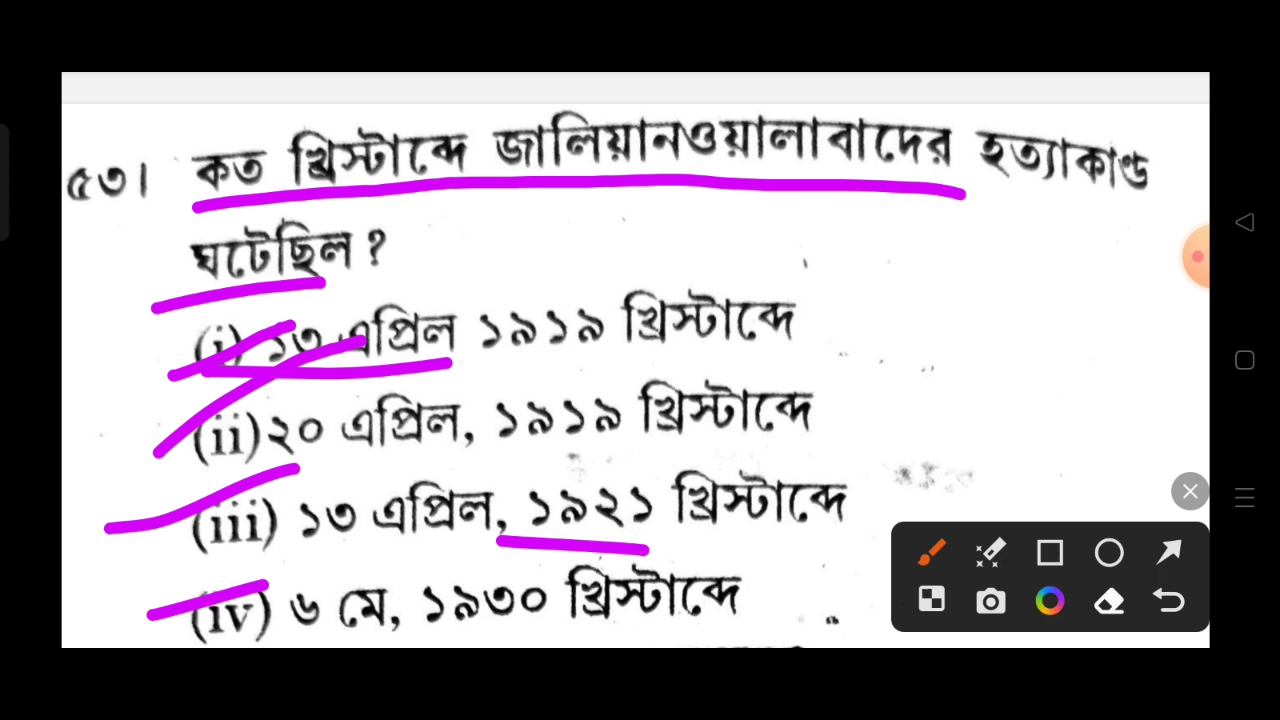 ৫৩। কত খ্রিস্টাব্দে জালিয়ানওয়ালাবাদের হত্যাকাণ্ড
ঘটেছিল ?
(i) ১৩ এপ্রিল ১৯১৯ খ্রিস্টাব্দে
(ii) ২০ এপ্রিল, ১৯১৯ খ্রিস্টাব্দে
(iii) ১৩ এপ্রিল, ১৯২১ খ্রিস্টাব্দে
(iv) ৬ মে, ১৯৩০ খ্রিস্টাব্দে